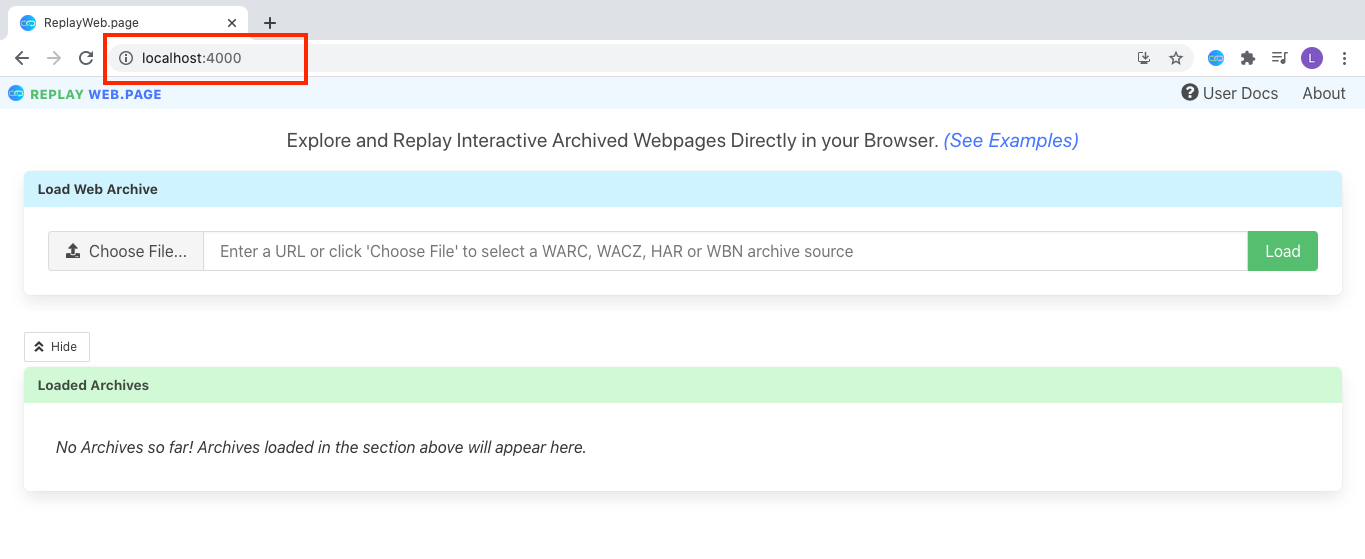 ReplayWeb.page
localhost:4000
L
REPLAY WEB.PAGE
User Docs
About
Explore and Replay Interactive Archived Webpages Directly in your Browser. (See Examples)
Load Web Archive
Choose File...
Enter a URL or click 'Choose File' to select a WARC, WACZ, HAR or WBN archive source
Load
Hide
Loaded Archives
No Archives so far! Archives loaded in the section above will appear here.